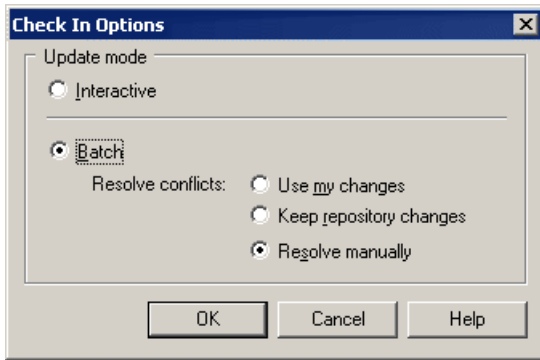 Check In Options
Update mode
Interactive
Batch
Resolve conflicts:
Use my changes
Keep repository changes
Resolve manually
OK
Cancel
Help